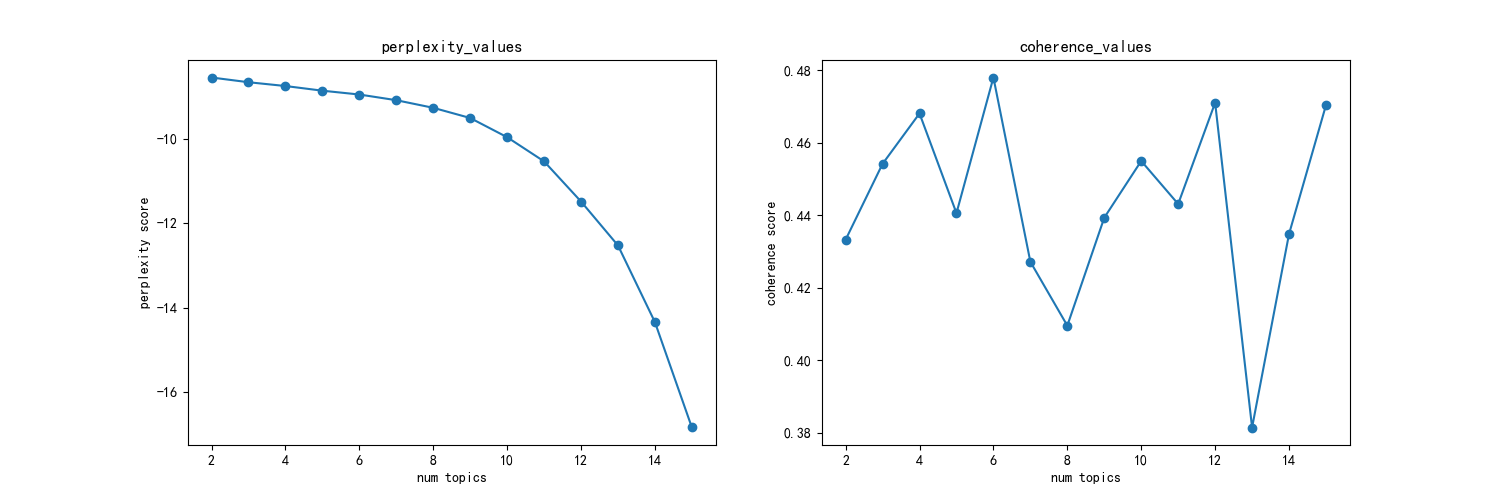 perplexity_values
perplexity score
−10
−12
−14
−16
2 4 6 8 10 12 14
num topics
coherence_values
coherence score
0.48
0.46
0.44
0.42
0.40
0.38
2 4 6 8 10 12 14
num topics